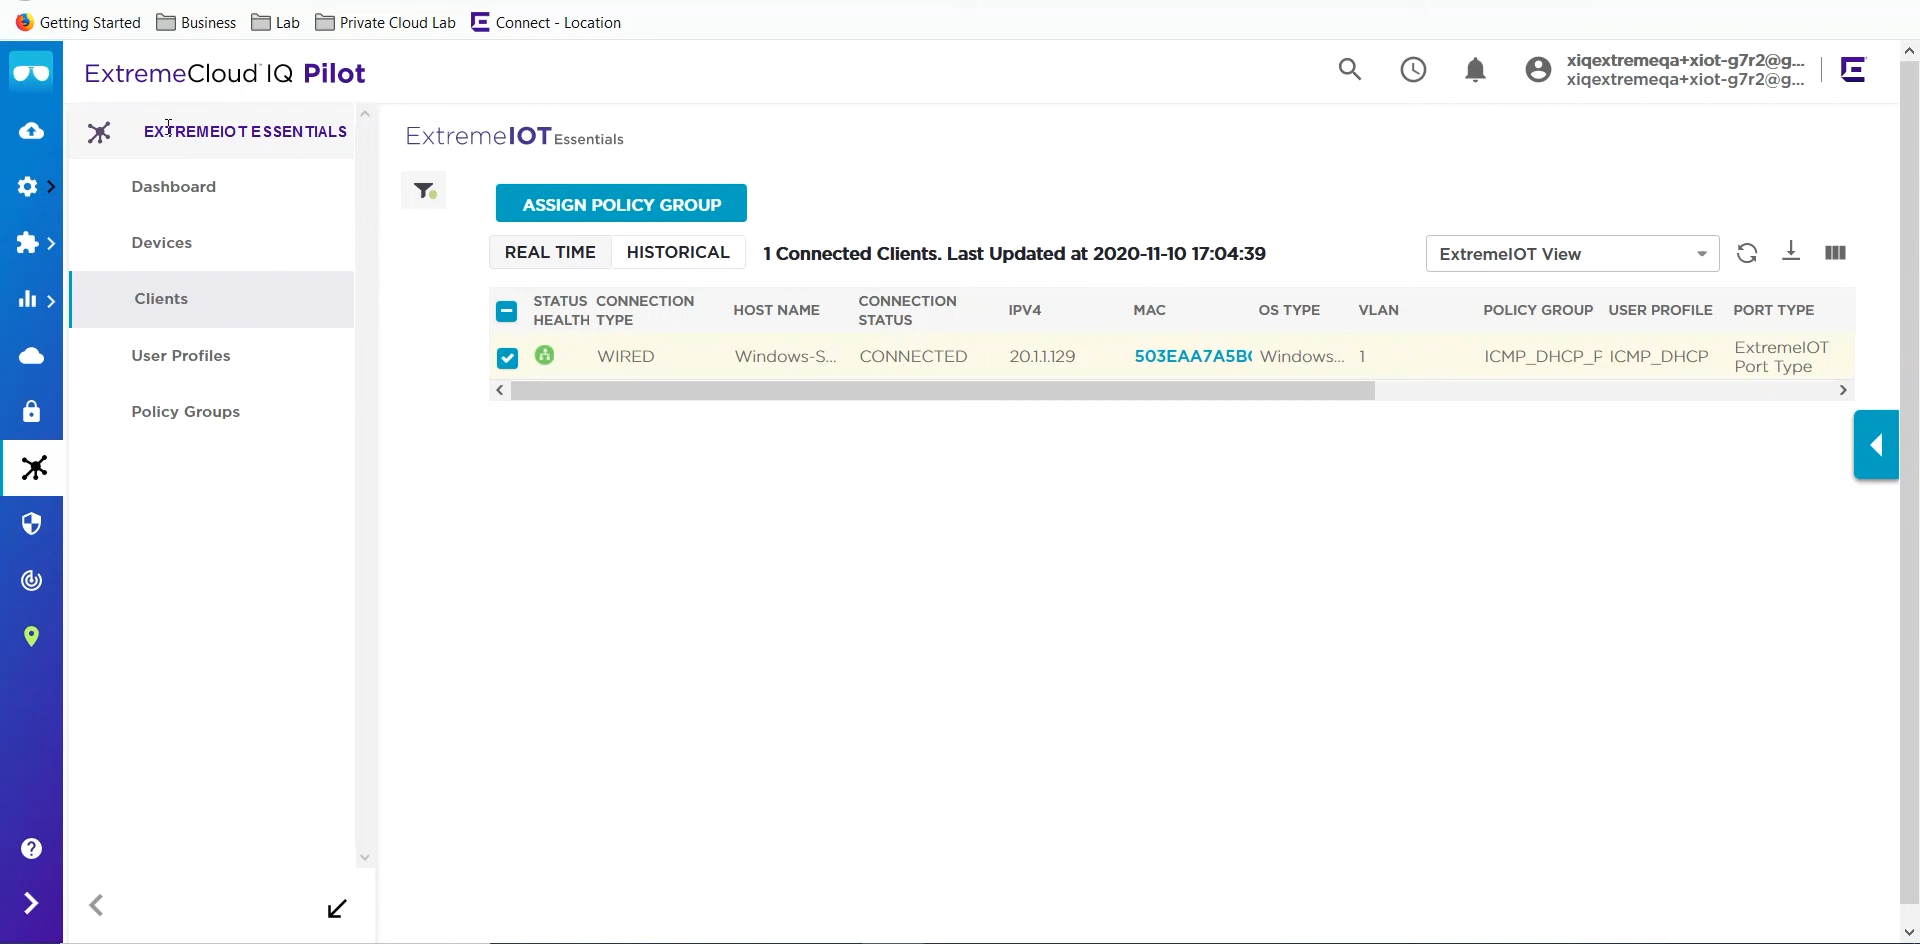 Getting Started Business Lab Private Cloud Lab Connect - Location
ExtremeCloud IQ Pilot
xiqextremeqa+xiot-g7r2@g...
xiqextremeqa+xiot-g7r2@g...
EXTREMEIOT ESSENTIALS
Dashboard
Devices
Clients
User Profiles
Policy Groups
ExtremeIOT Essentials
ASSIGN POLICY GROUP
REAL TIME HISTORICAL 1 Connected Clients. Last Updated at 2020-11-10 17:04:39 ExtremeIOT View
STATUS HEALTH CONNECTION TYPE HOST NAME CONNECTION STATUS IPV4 MAC OS TYPE VLAN POLICY GROUP USER PROFILE PORT TYPE
WIRED Windows-S... CONNECTED 20.1.1.129 503EAA7A5B Windows... 1 ICMP_DHCP_P ICMP_DHCP ExtremeIOT Port Type